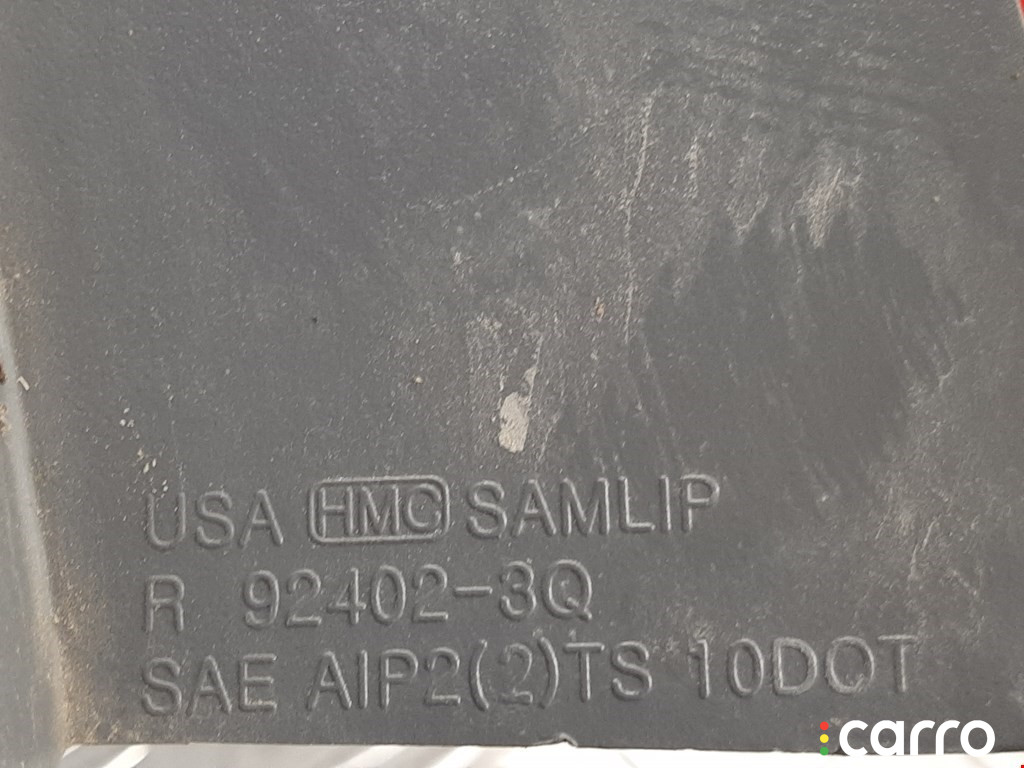 USA HMC SAMLIP
R 92402-3Q
SAE AIP2(2)TS 10DOT
carro